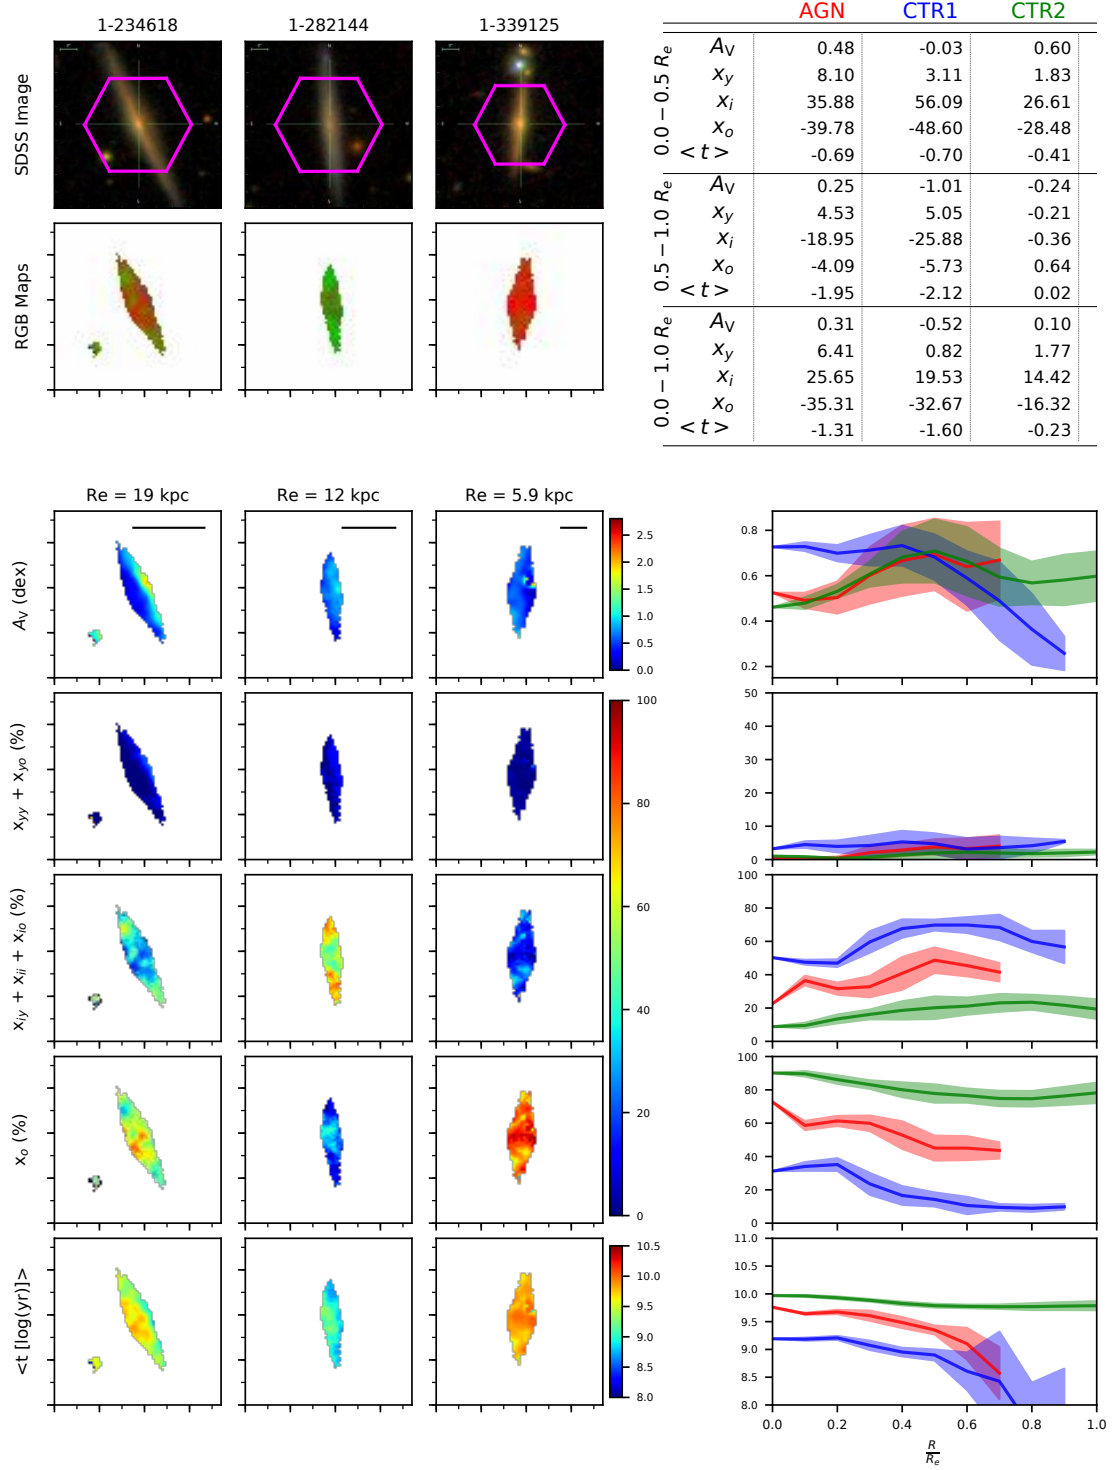 1-234618 1-282144 1-339125
SDSS Image
RGB Maps
AGN CTR1 CTR2
0.0 − 0.5 Re
AV 0.48 -0.03 0.60
xy 8.10 3.11 1.83
xi 35.88 56.09 26.61
xo -39.78 -48.60 -28.48
<t> -0.69 -0.70 -0.41
0.5 − 1.0 Re
AV 0.25 -1.01 -0.24
xy 4.53 5.05 -0.21
xi -18.95 -25.88 -0.36
xo -4.09 -5.73 0.64
<t> -1.95 -2.12 0.02
0.0 − 1.0 Re
AV 0.31 -0.52 0.10
xy 6.41 0.82 1.77
xi 25.65 19.53 14.42
xo -35.31 -32.67 -16.32
<t> -1.31 -1.60 -0.23
Re = 19 kpc Re = 12 kpc Re = 5.9 kpc
AV (dex)
2.5
2.0
1.5
1.0
0.5
0.0
0.8
0.6
0.4
0.2
xyy + xyo (%)
100
80
60
40
20
0
50
40
30
20
10
0
xiy + xii + xio (%)
100
80
60
40
20
0
xo (%)
100
80
60
40
20
0
<t [log(yr)]>
10.5
10.0
9.5
9.0
8.5
8.0
11.0
10.5
10.0
9.5
9.0
8.5
8.0
0.0 0.2 0.4 0.6 0.8 1.0
R
Re